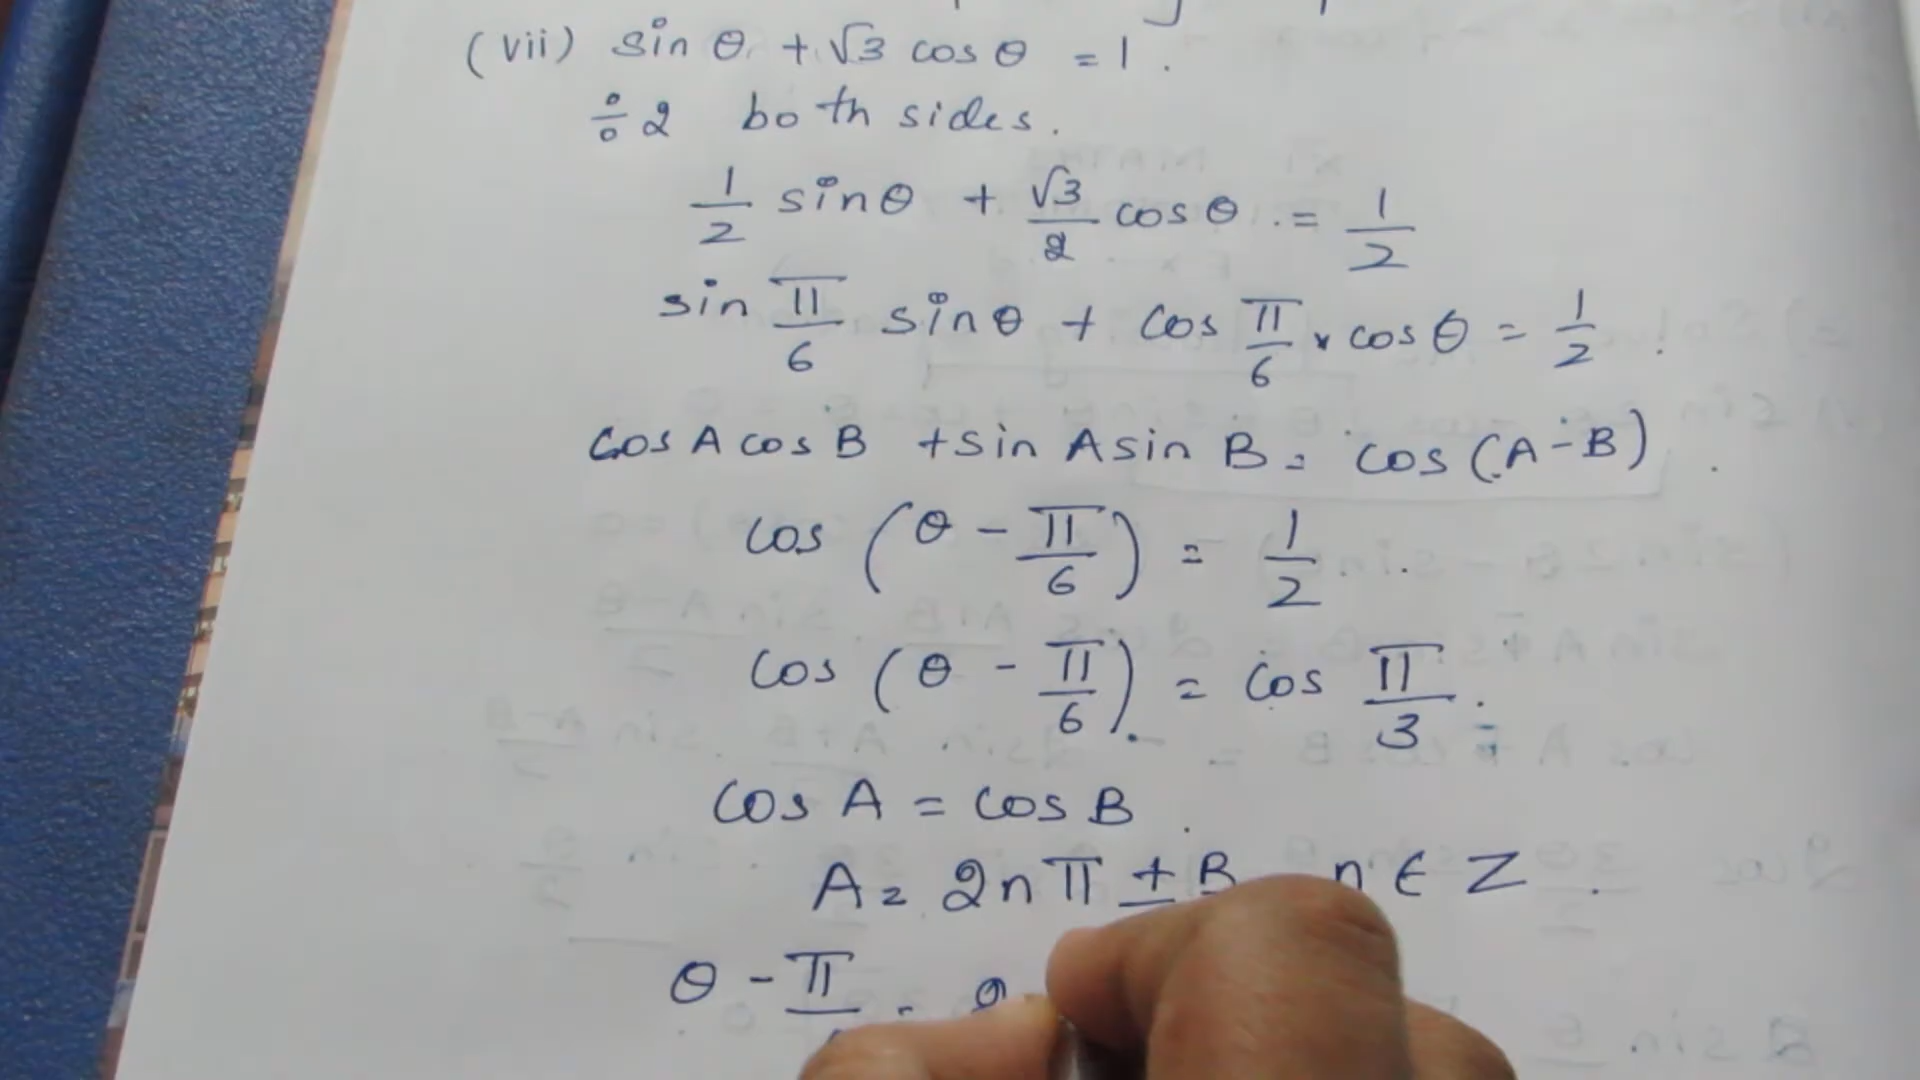 (vii) sin θ + √3 cos θ = 1.
÷ 2 both sides.
1/2 sin θ + √3/2 cos θ = 1/2
sin π/6 sin θ + cos π/6 × cos θ = 1/2.
cos A cos B + sin A sin B = cos (A - B)
cos (θ - π/6) = 1/2.
cos (θ - π/6) = cos π/3.
cos A = cos B.
A = 2nπ ± B n ∈ Z.
θ - π